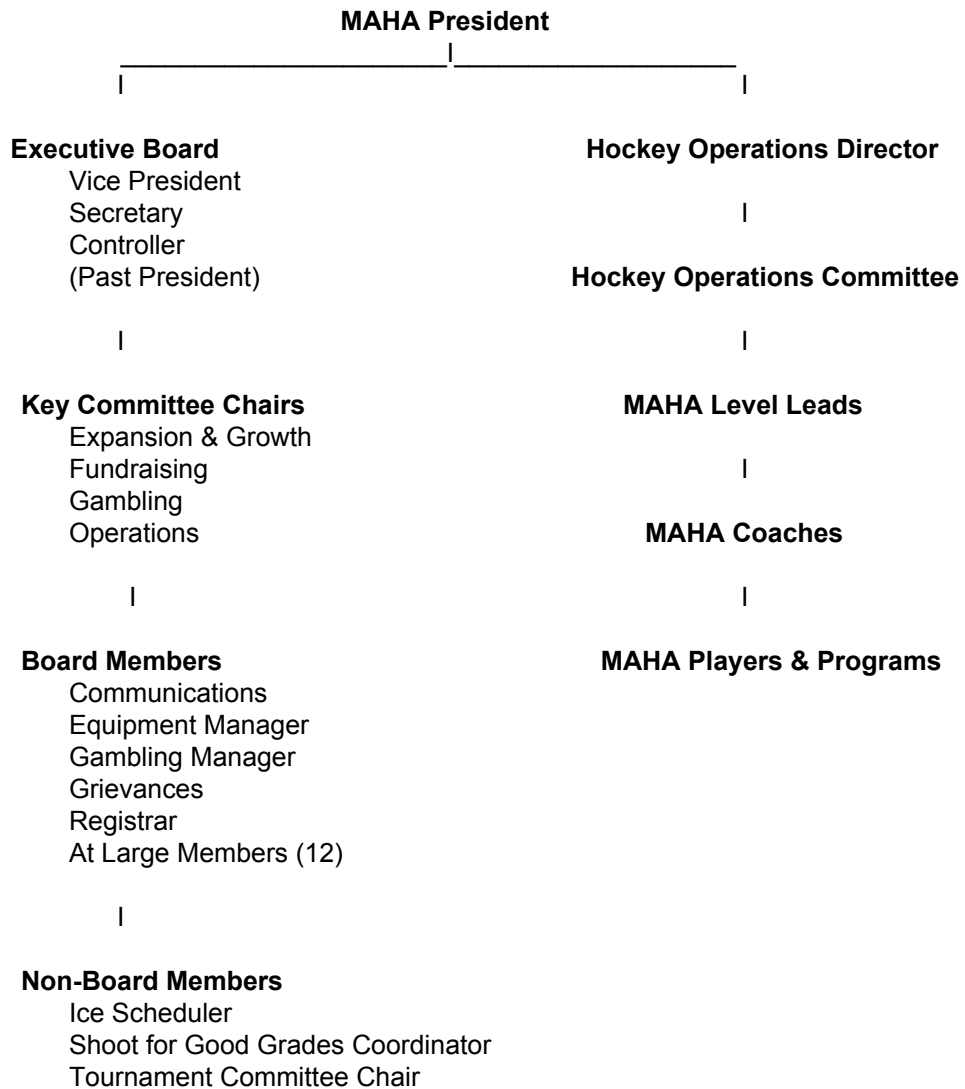 MAHA President
Executive Board Hockey Operations Director
Vice President
Secretary
Controller
(Past President) Hockey Operations Committee
Key Committee Chairs MAHA Level Leads
Expansion & Growth
Fundraising
Gambling
Operations MAHA Coaches
Board Members MAHA Players & Programs
Communications
Equipment Manager
Gambling Manager
Grievances
Registrar
At Large Members (12)
Non-Board Members
Ice Scheduler
Shoot for Good Grades Coordinator
Tournament Committee Chair